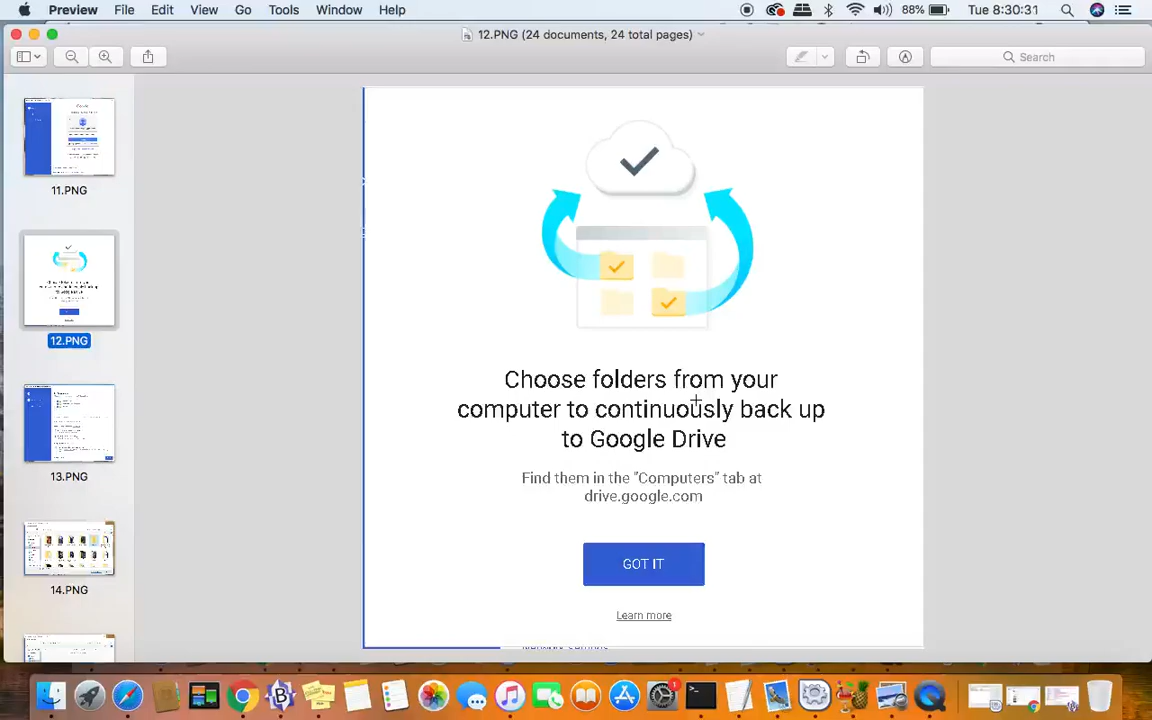 Preview File Edit View Go Tools Window Help
88% Tue 8:30:31
12.PNG (24 documents, 24 total pages)
Search
11.PNG
12.PNG
13.PNG
14.PNG
Choose folders from your
computer to continuously back up
to Google Drive
Find them in the "Computers" tab at
drive.google.com
GOT IT
Learn more
1